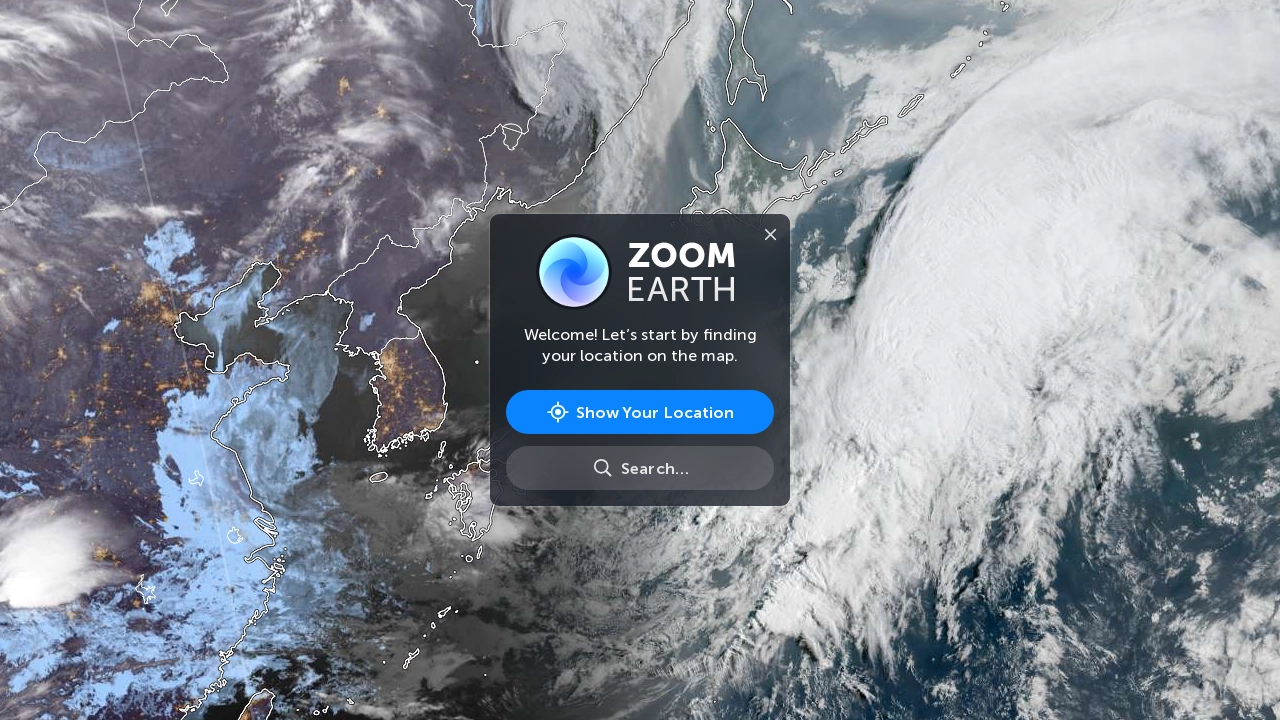 ZOOM
EARTH
Welcome! Let’s start by finding
your location on the map.
Show Your Location
Search…